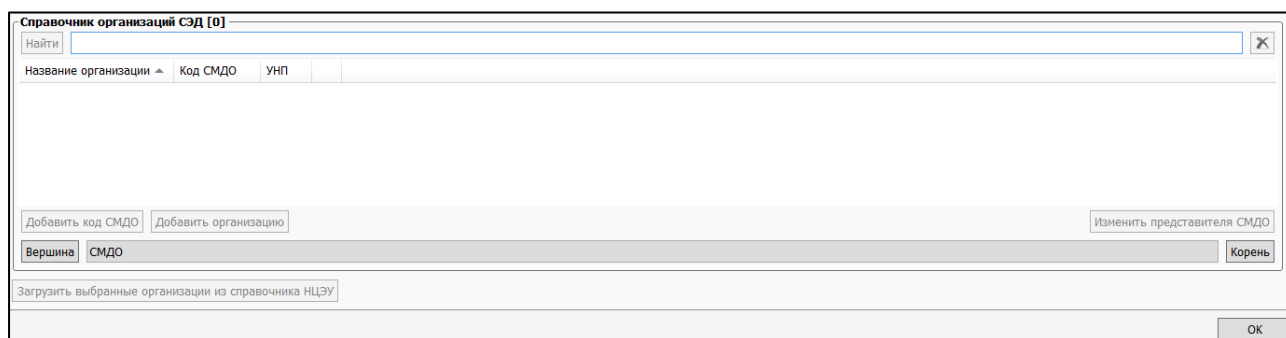 Справочник организаций СЭД [0]
Найти
Название организации Код СМДО УНП
Добавить код СМДО Добавить организацию Изменить представителя СМДО
Вершина СМДО Корень
Загрузить выбранные организации из справочника НЦЭУ
OK